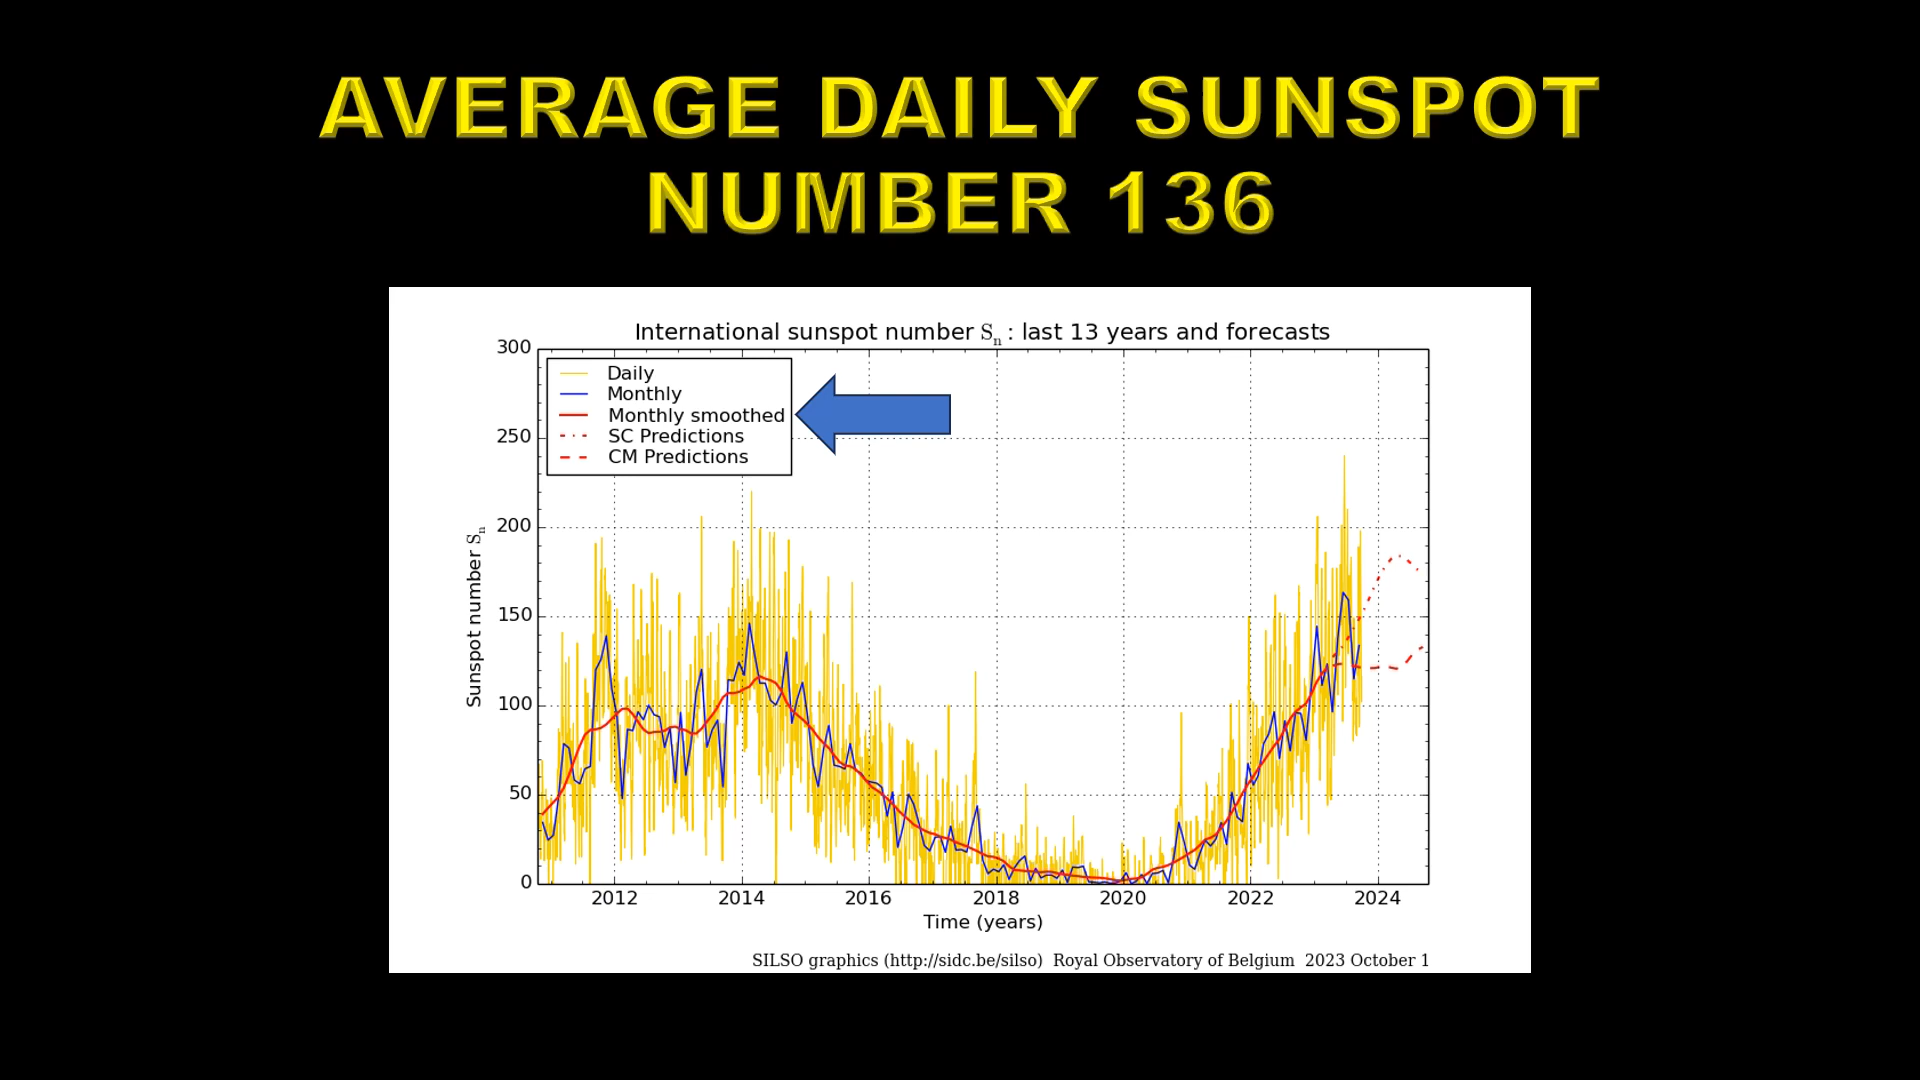 AVERAGE DAILY SUNSPOT
NUMBER 136
International sunspot number Sn : last 13 years and forecasts
300
250
200
150
100
50
0
Daily
Monthly
Monthly smoothed
SC Predictions
CM Predictions
Sunspot number Sn
2012 2014 2016 2018 2020 2022 2024
Time (years)
SILSO graphics (http://sidc.be/silso) Royal Observatory of Belgium 2023 October 1